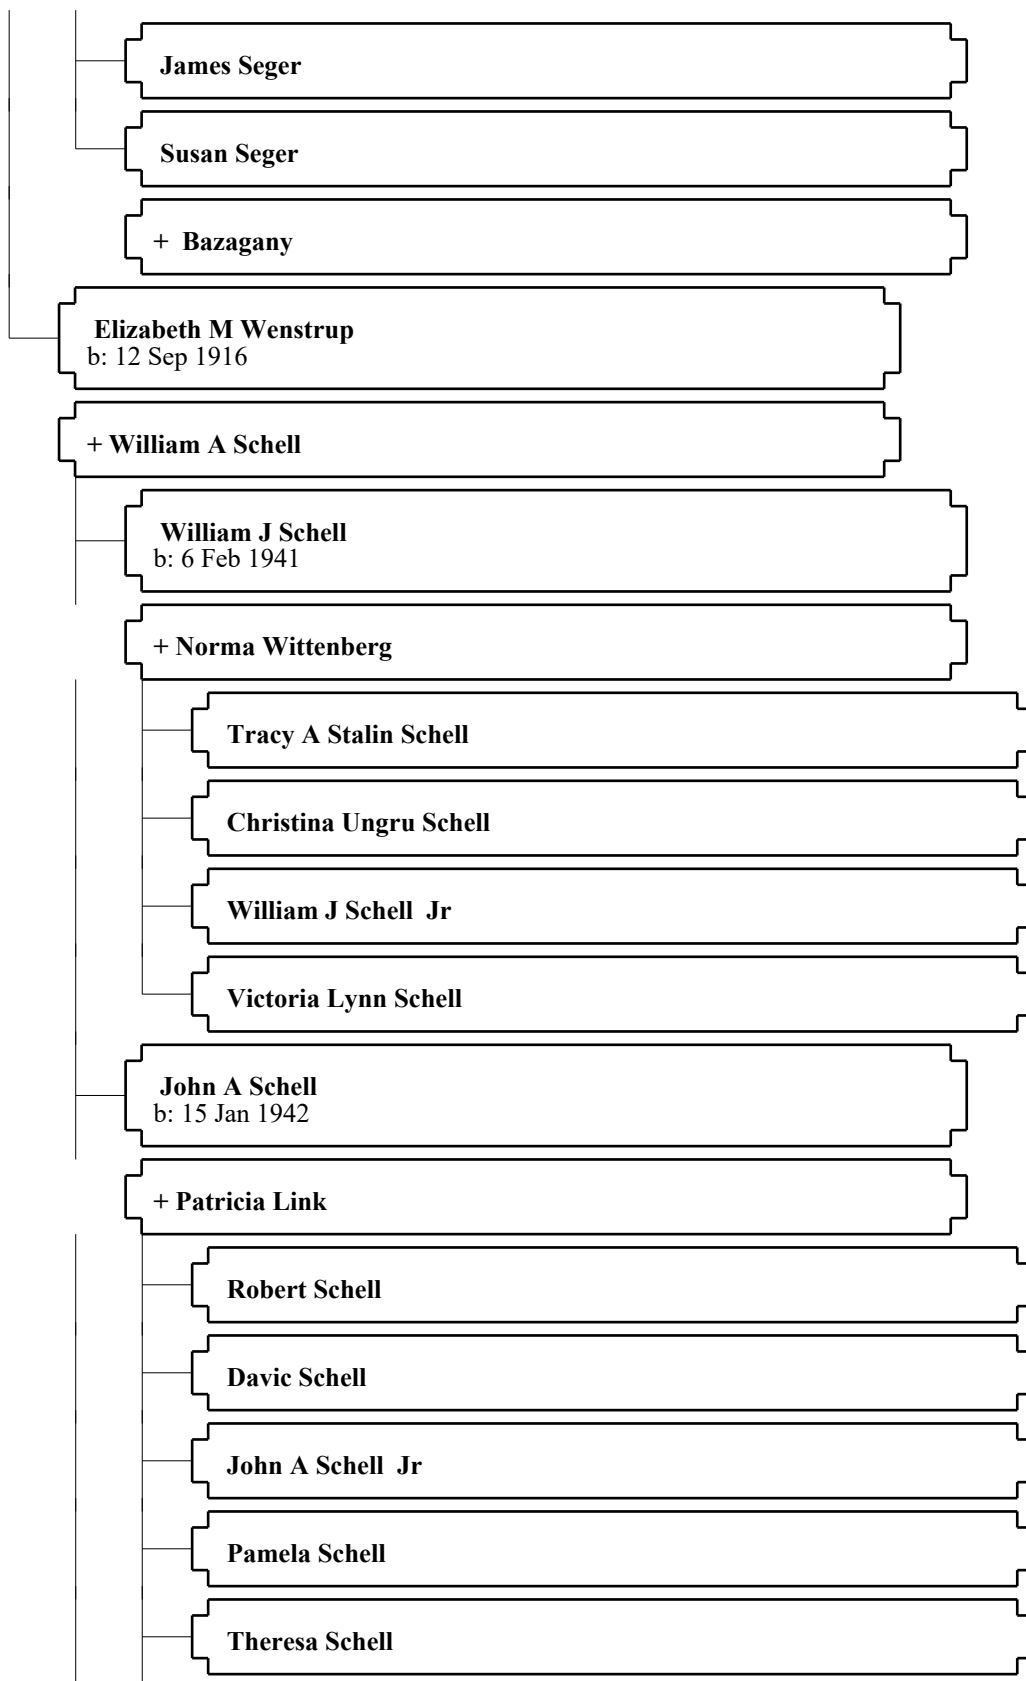 James Seger
Susan Seger
+ Bazagany
Elizabeth M Wenstrup
b: 12 Sep 1916
+ William A Schell
William J Schell
b: 6 Feb 1941
+ Norma Wittenberg
Tracy A Stalin Schell
Christina Ungru Schell
William J Schell Jr
Victoria Lynn Schell
John A Schell
b: 15 Jan 1942
+ Patricia Link
Robert Schell
Davic Schell
John A Schell Jr
Pamela Schell
Theresa Schell